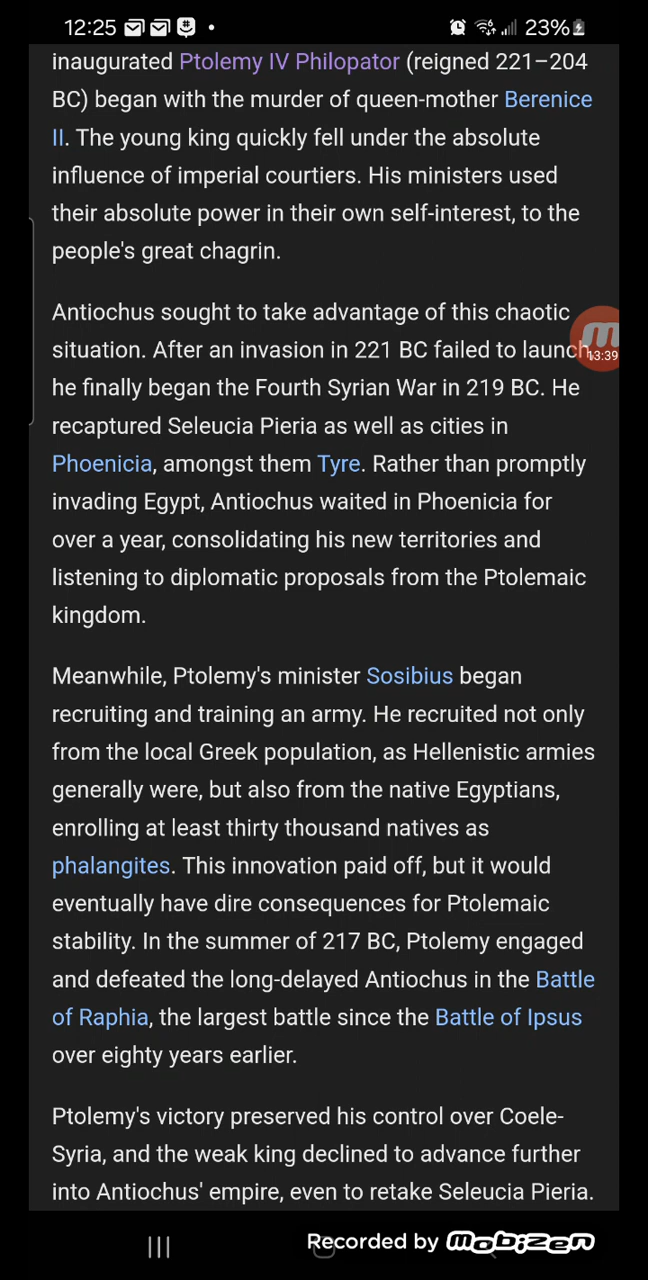 12:25
23%
inaugurated Ptolemy IV Philopator (reigned 221–204
BC) began with the murder of queen-mother Berenice
II. The young king quickly fell under the absolute
influence of imperial courtiers. His ministers used
their absolute power in their own self-interest, to the
people's great chagrin.
Antiochus sought to take advantage of this chaotic
situation. After an invasion in 221 BC failed to launch,
13:39
he finally began the Fourth Syrian War in 219 BC. He
recaptured Seleucia Pieria as well as cities in
Phoenicia, amongst them Tyre. Rather than promptly
invading Egypt, Antiochus waited in Phoenicia for
over a year, consolidating his new territories and
listening to diplomatic proposals from the Ptolemaic
kingdom.
Meanwhile, Ptolemy's minister Sosibius began
recruiting and training an army. He recruited not only
from the local Greek population, as Hellenistic armies
generally were, but also from the native Egyptians,
enrolling at least thirty thousand natives as
phalangites. This innovation paid off, but it would
eventually have dire consequences for Ptolemaic
stability. In the summer of 217 BC, Ptolemy engaged
and defeated the long-delayed Antiochus in the Battle
of Raphia, the largest battle since the Battle of Ipsus
over eighty years earlier.
Ptolemy's victory preserved his control over Coele-
Syria, and the weak king declined to advance further
into Antiochus' empire, even to retake Seleucia Pieria.
Recorded by mobizen